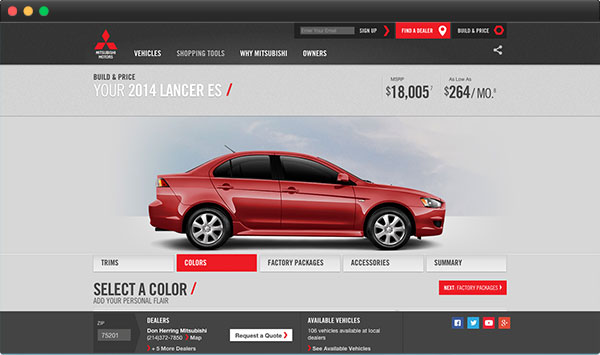 Enter Your Email
SIGN UP
FIND A DEALER
BUILD & PRICE
MITSUBISHI
MOTORS
VEHICLES
SHOPPING TOOLS
WHY MITSUBISHI
OWNERS
BUILD & PRICE
YOUR 2014 LANCER ES /
MSRP
$18,005
As Low As
$264 / MO.
TRIMS
COLORS
FACTORY PACKAGES
ACCESSORIES
SUMMARY
SELECT A COLOR /
ADD YOUR PERSONAL FLAIR
NEXT: FACTORY PACKAGES
ZIP
75201
DEALERS
Don Herring Mitsubishi
(214)372-7850 | Map
+ 5 More Dealers
Request a Quote
AVAILABLE VEHICLES
106 vehicles available at local
dealers
See Available Vehicles